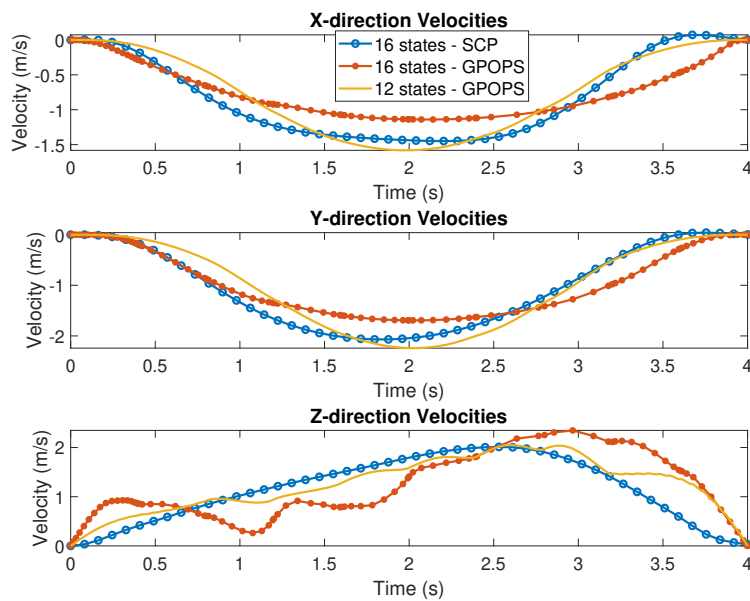 X-direction Velocities
16 states - SCP
16 states - GPOPS
12 states - GPOPS
Velocity (m/s)
0
-0.5
-1
-1.5
0 0.5 1 1.5 2 2.5 3 3.5 4
Time (s)
Y-direction Velocities
Velocity (m/s)
0
-1
-2
0 0.5 1 1.5 2 2.5 3 3.5 4
Time (s)
Z-direction Velocities
Velocity (m/s)
2
1
0
0 0.5 1 1.5 2 2.5 3 3.5 4
Time (s)